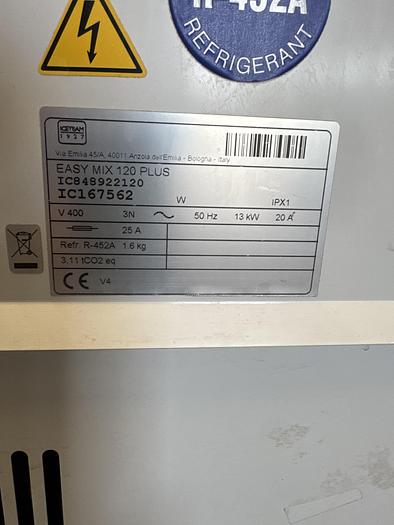 R-452A
REFRIGERANT
ICETEAM
1927
Via Emilia 45/A, 40011 Anzola dell'Emilia - Bologna - Italy
EASY MIX 120 PLUS
IC848922120
IC167562 W IPX1
V 400 3N 50 Hz 13 kW 20 A
25 A
Refr. R-452A 1.6 kg
3,11 tCO2 eq
CE V4